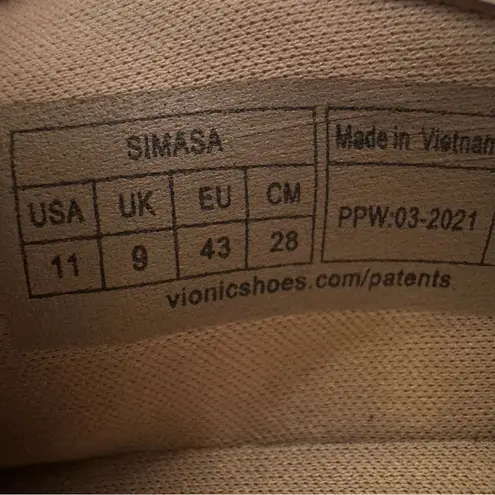 SIMASA
USA UK EU CM
11 9 43 28
Made in Vietnam
PPW:03-2021
vionicshoes.com/patents